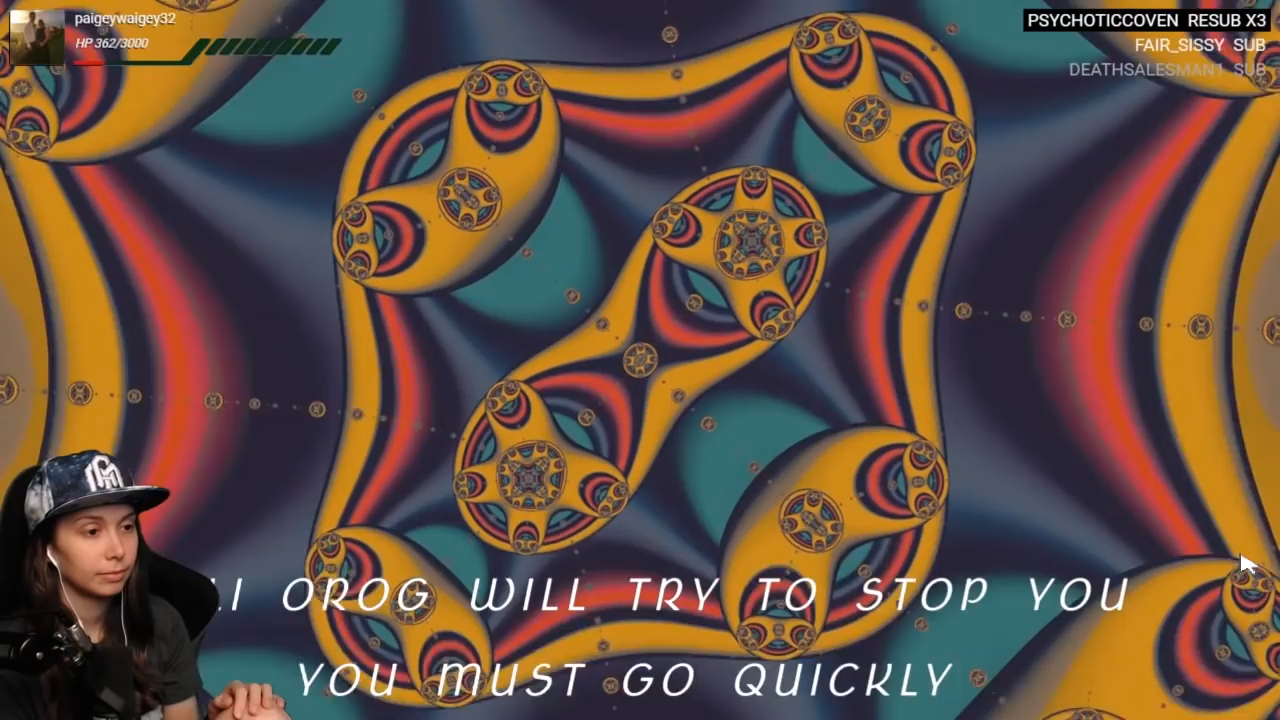 paigeywaigey32
HP 362/3000
PSYCHOTICCOVEN RESUB X3
FAIR_SISSY SUB
DEATHSALESMAN1 SUB
OROG WILL TRY TO STOP YOU
YOU MUST GO QUICKLY